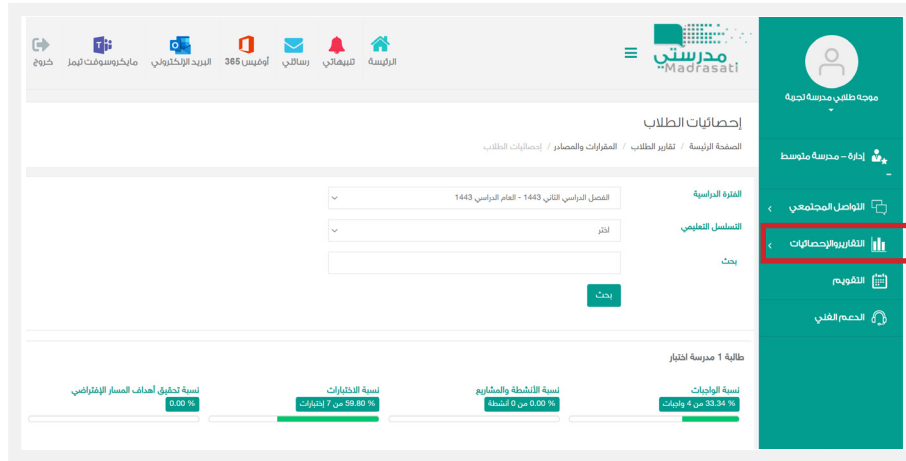 مدرستي
Madrasati
الرئيسة
تنبيهاتي
رسائلي
أوفيس 365
البريد الإلكتروني
مايكروسوفت تيمز
خروج
موجه طلابي مدرسة تجربة
إدارة – مدرسة متوسط
التواصل المجتمعي
التقارير والإحصائيات
التقويم
الدعم الفني
إحصائيات الطلاب
الصفحة الرئيسة / تقارير الطلاب / المقرارات والمصادر / إحصائيات الطلاب
الفترة الدراسية
الفصل الدراسي الثاني 1443 - العام الدراسي 1443
التسلسل التعليمي
اختر
بحث
بحث
طالبة 1 مدرسة اختبار
نسبة الواجبات
% 33.34 من 4 واجبات
نسبة الأنشطة والمشاريع
% 0.00 من 0 أنشطة
نسبة الاختبارات
% 59.80 من 7 إختبارات
نسبة تحقيق أهداف المسار الإفتراضي
% 0.00